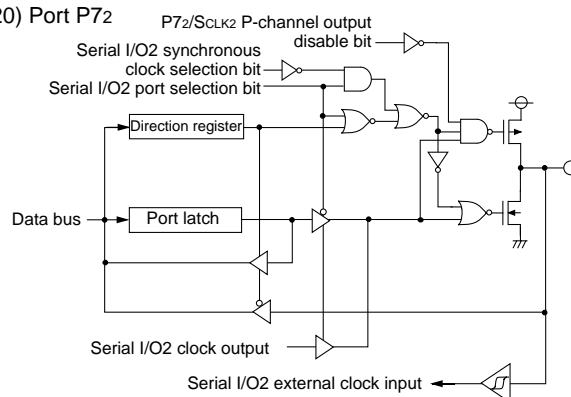 20) Port P72
P72/SCLK2 P-channel output
disable bit
Serial I/O2 synchronous
clock selection bit
Serial I/O2 port selection bit
Direction register
Data bus
Port latch
Serial I/O2 clock output
Serial I/O2 external clock input